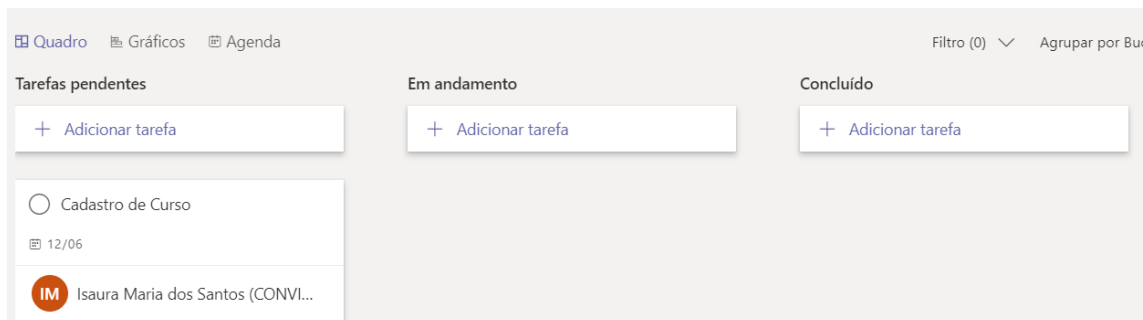 Quadro Gráficos Agenda Filtro (0) Agrupar por Buc
Tarefas pendentes Em andamento Concluído
+ Adicionar tarefa + Adicionar tarefa + Adicionar tarefa
Cadastro de Curso
12/06
IM Isaura Maria dos Santos (CONVI...